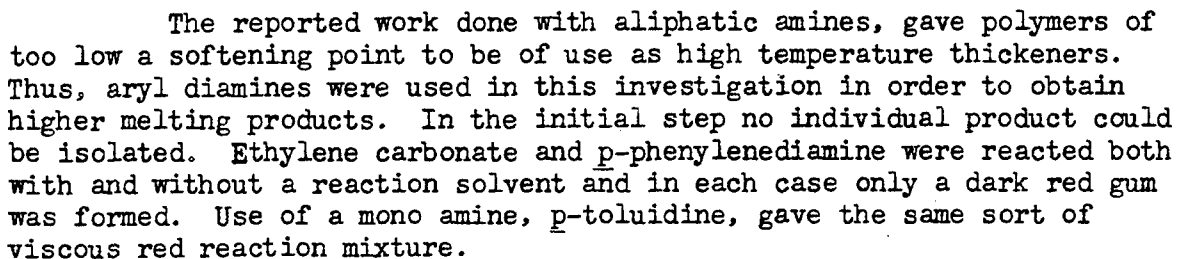 The reported work done with aliphatic amines, gave polymers of
too low a softening point to be of use as high temperature thickeners.
Thus, aryl diamines were used in this investigation in order to obtain
higher melting products. In the initial step no individual product could
be isolated. Ethylene carbonate and p-phenylenediamine were reacted both
with and without a reaction solvent and in each case only a dark red gum
was formed. Use of a mono amine, p-toluidine, gave the same sort of
viscous red reaction mixture.